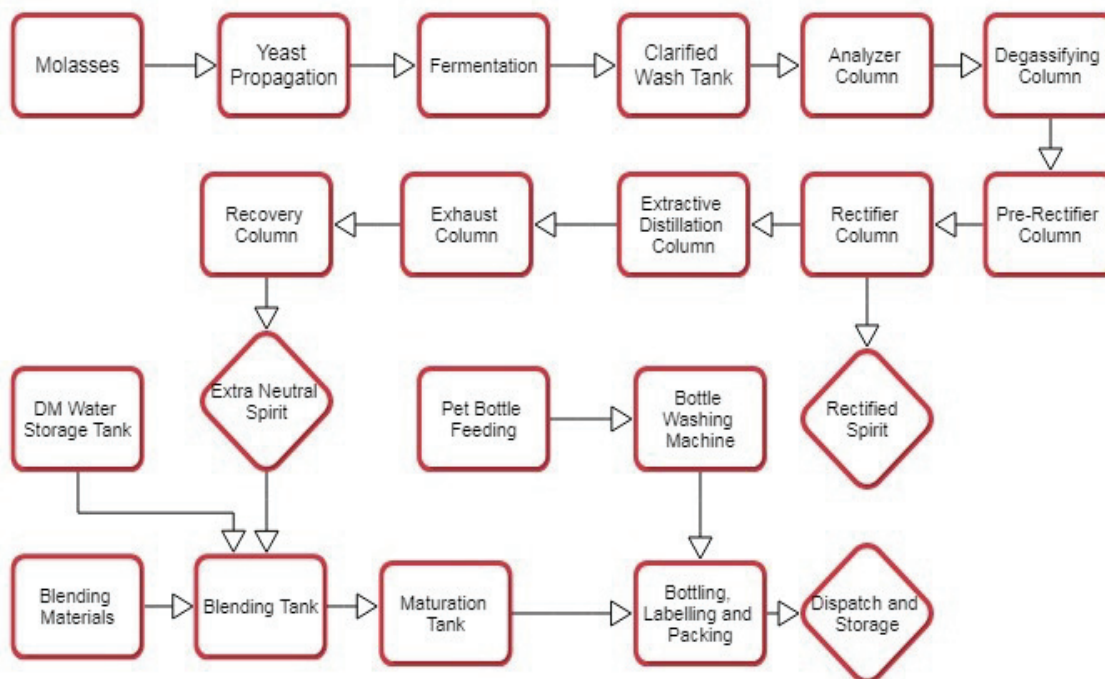 Molasses
Yeast
Propagation
Fermentation
Clarified
Wash Tank
Analyzer
Column
Degassifying
Column
Recovery
Column
Exhaust
Column
Extractive
Distillation
Column
Rectifier
Column
Pre-Rectifier
Column
DM Water
Storage Tank
Extra Neutral
Spirit
Pet Bottle
Feeding
Bottle
Washing
Machine
Rectified
Spirit
Blending
Materials
Blending Tank
Maturation
Tank
Bottling,
Labelling and
Packing
Dispatch and
Storage